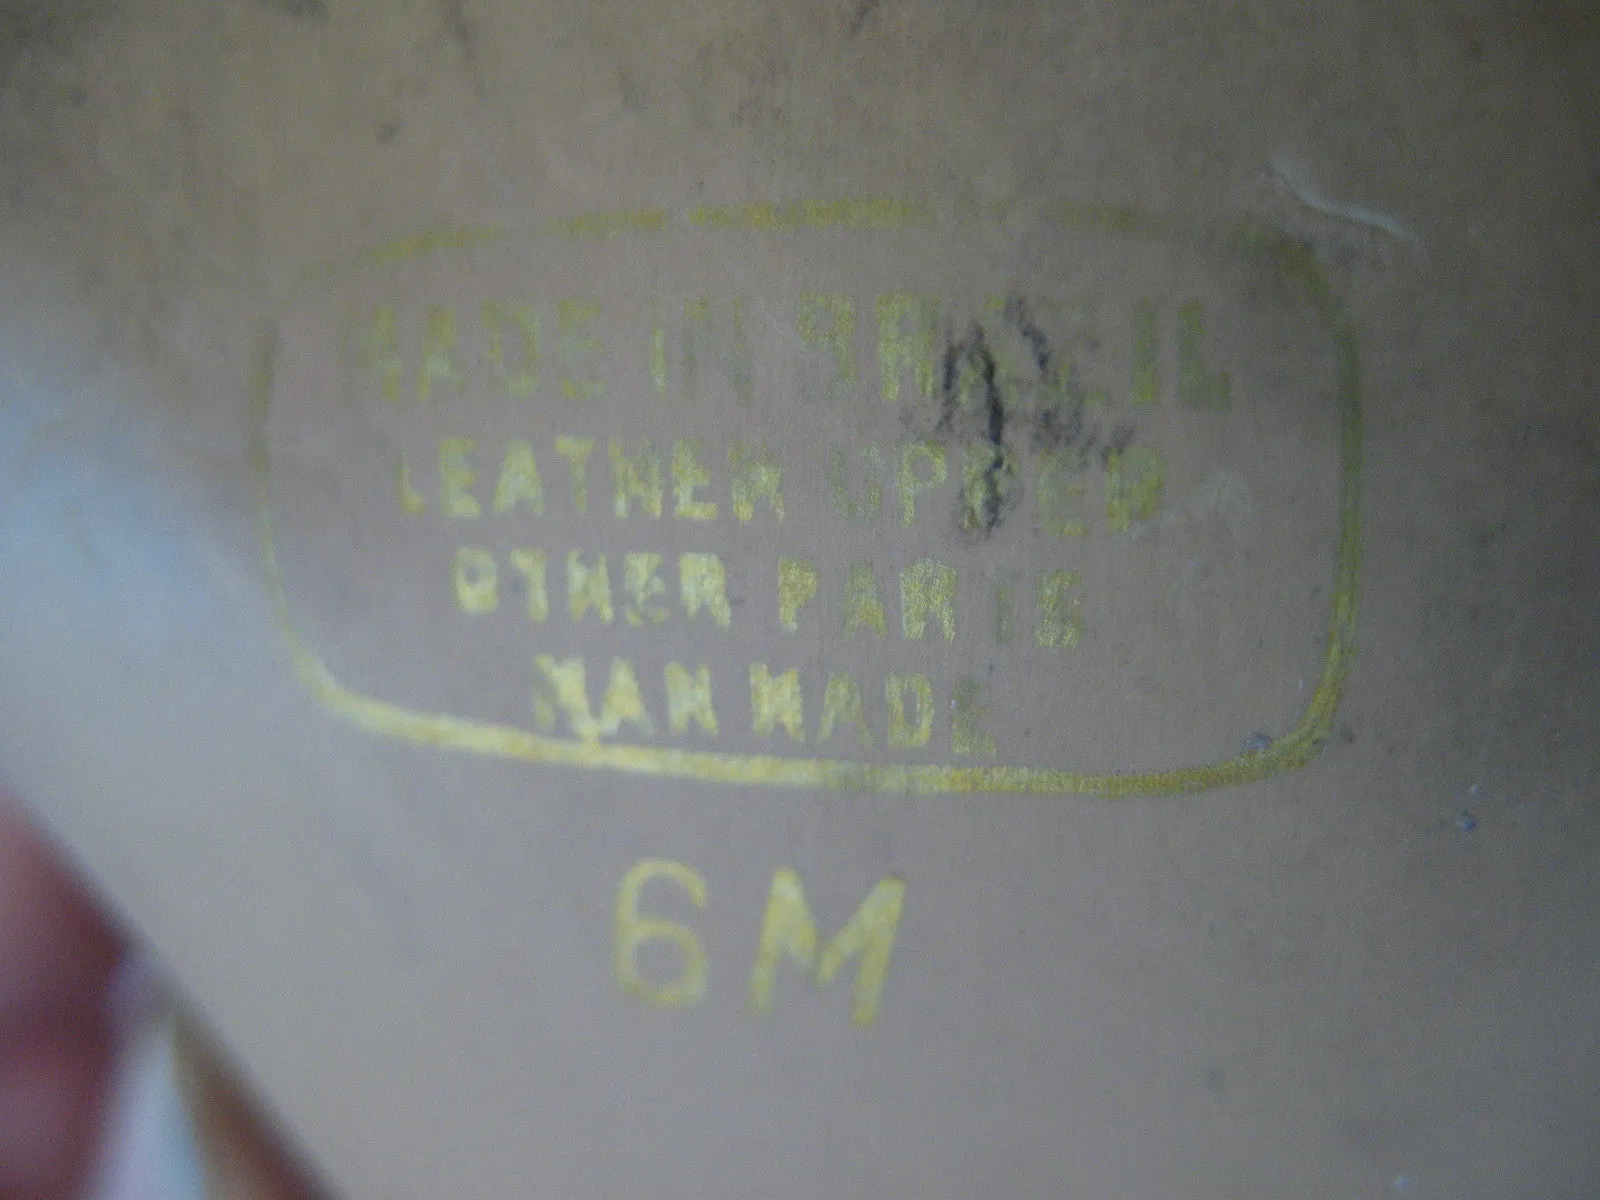 MADE IN BRAZIL
LEATHER UPPER
OTHER PARTS
MAN MADE
6M